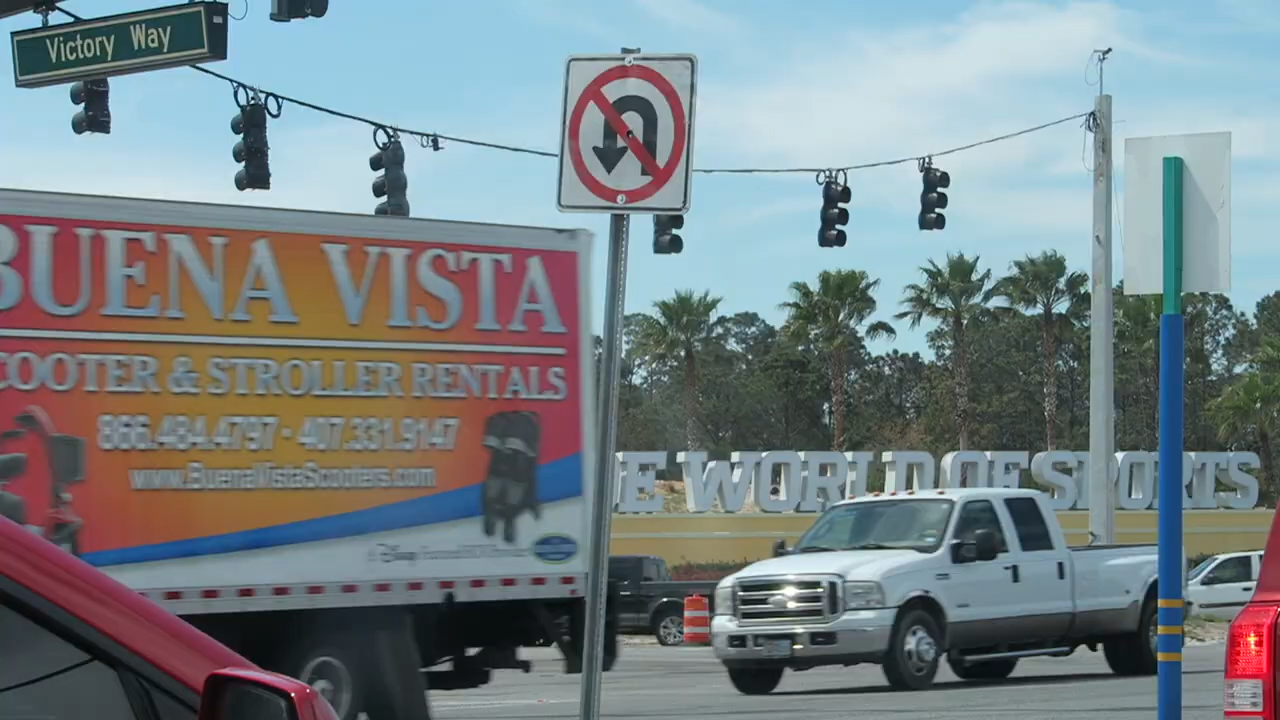 Victory Way
BUENA VISTA
COOTER & STROLLER RENTALS
866.484.4797 - 407.331.9147
www.BuenaVistaScooters.com
Disney
E WORLD OF SPORTS